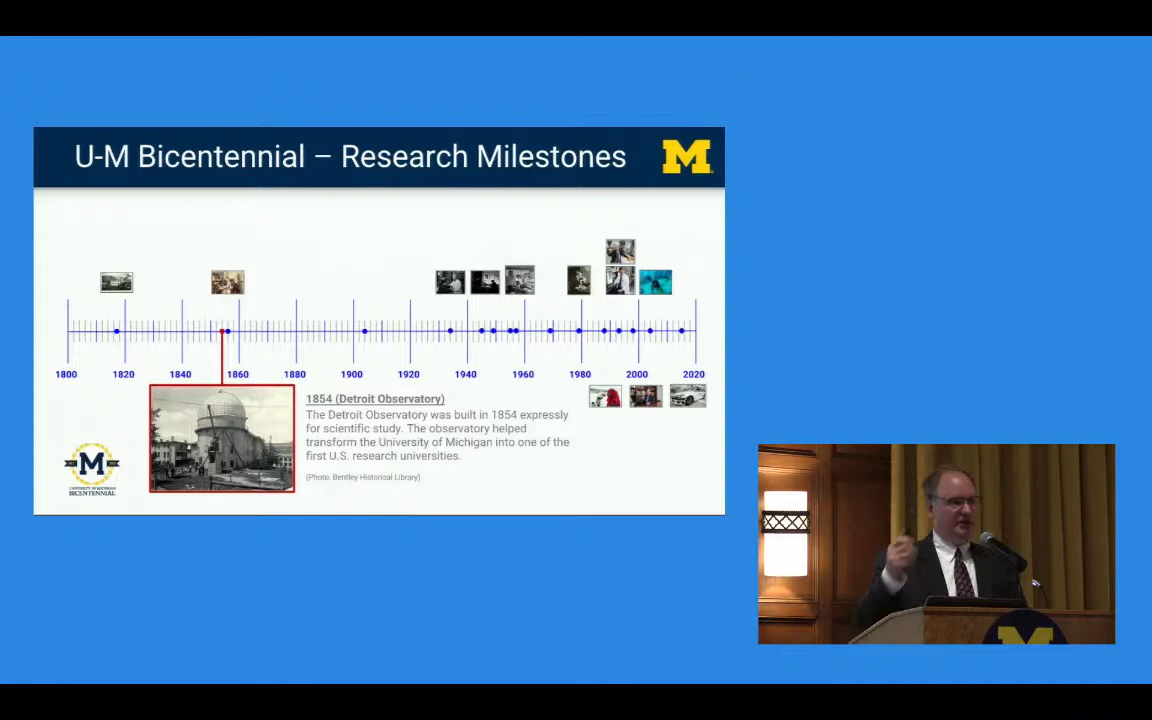 U-M Bicentennial – Research Milestones
M
1800 1820 1840 1860 1880 1900 1920 1940 1960 1980 2000 2020
1854 (Detroit Observatory)
The Detroit Observatory was built in 1854 expressly
for scientific study. The observatory helped
transform the University of Michigan into one of the
first U.S. research universities.
(Photo: Bentley Historical Library)
M
UNIVERSITY OF MICHIGAN
BICENTENNIAL
M